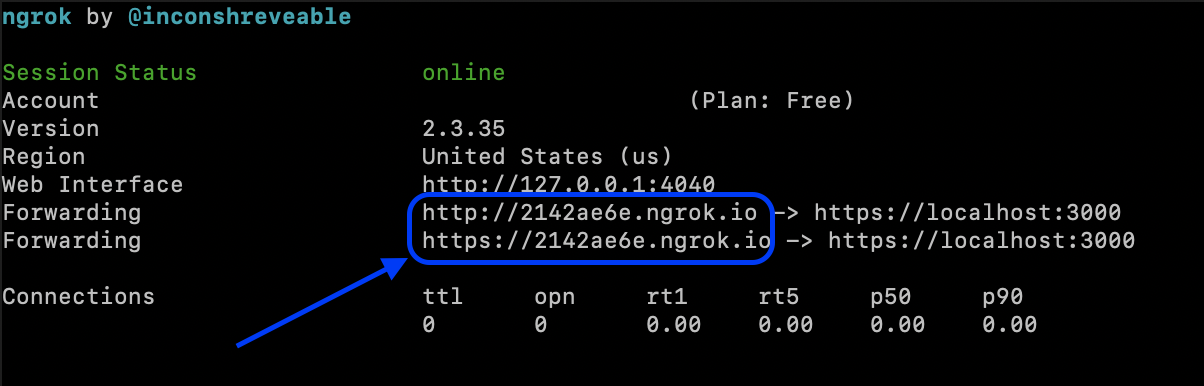 ngrok by @inconshreveable
Session Status online
Account (Plan: Free)
Version 2.3.35
Region United States (us)
Web Interface http://127.0.0.1:4040
Forwarding http://2142ae6e.ngrok.io -> https://localhost:3000
Forwarding https://2142ae6e.ngrok.io -> https://localhost:3000
Connections ttl opn rt1 rt5 p50 p90
0 0 0.00 0.00 0.00 0.00